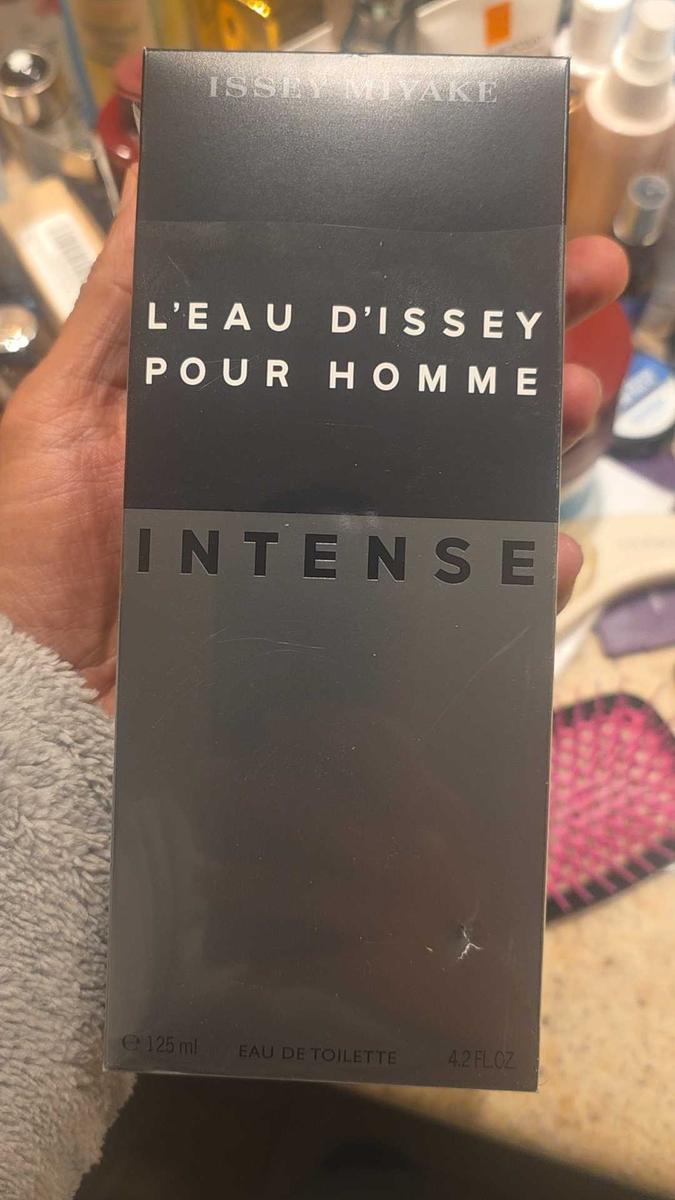 ISSEY MIYAKE
L'EAU D'ISSEY
POUR HOMME
INTENSE
℮ 125 ml EAU DE TOILETTE 4.2 FL.OZ